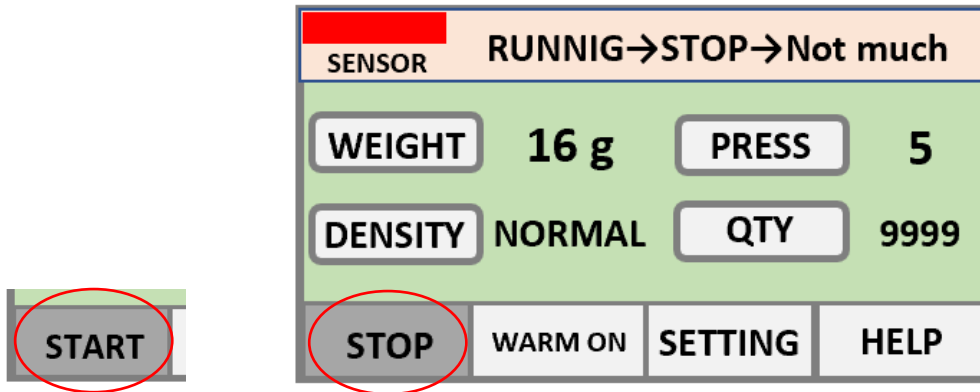 SENSOR
RUNNIG→STOP→Not much
WEIGHT 16 g PRESS 5
DENSITY NORMAL QTY 9999
START
STOP WARM ON SETTING HELP